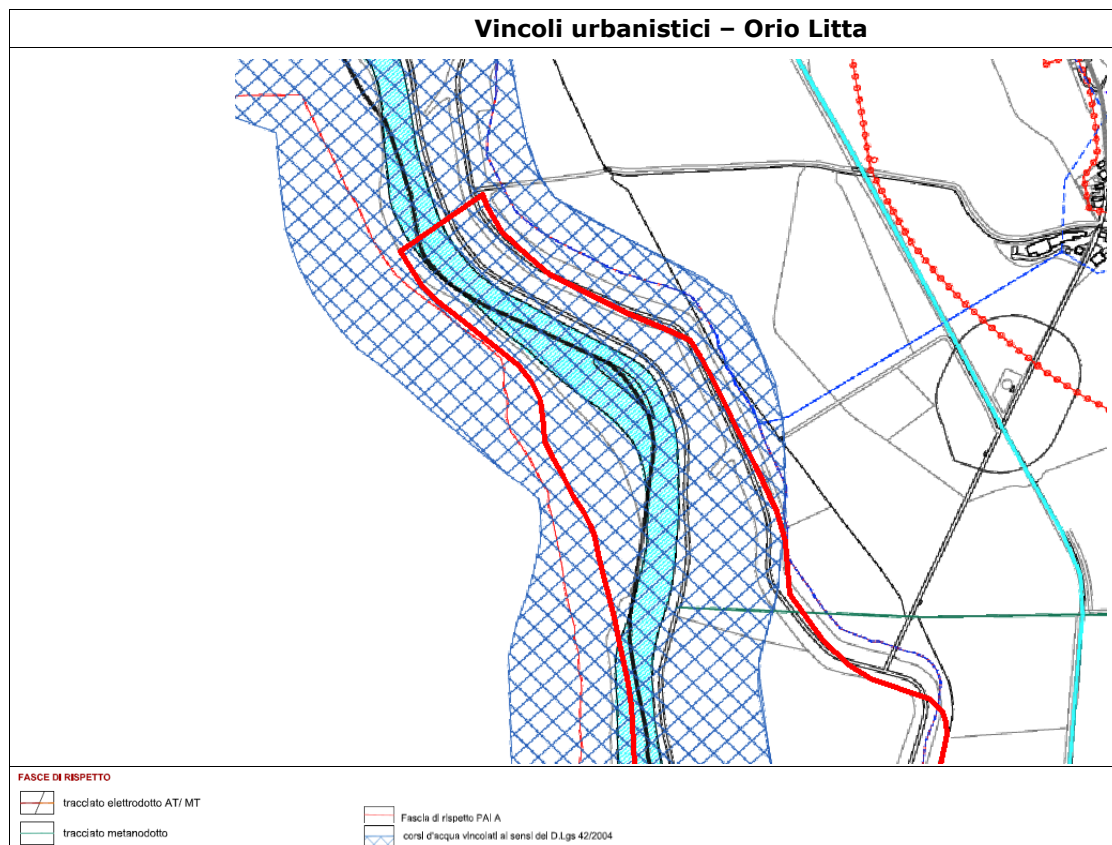 Vincoli urbanistici – Orio Litta
FASCE DI RISPETTO
tracciato elettrodotto AT/ MT
tracciato metanodotto
Fascia di rispetto PAI A
corsi d'acqua vincolati ai sensi del D.Lgs 42/2004